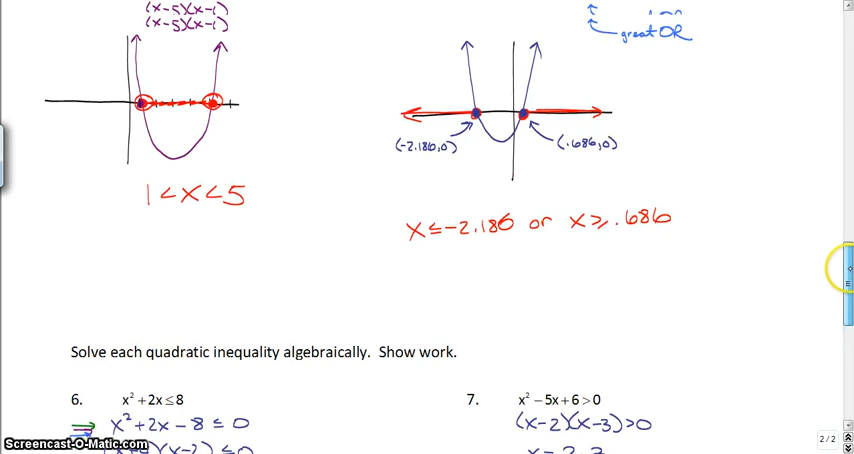 (x-5)(x-1)
(x-5)(x-1)
great OR
(-2.186,0)
(.686,0)
1 < x < 5
x ≤ -2.186 or x ≥ .686
Solve each quadratic inequality algebraically. Show work.
6. x² + 2x ≤ 8
x² + 2x - 8 ≤ 0
7. x² - 5x + 6 > 0
(x-2)(x-3) > 0
x = 2, 3
Screencast-O-Matic.com
2 / 2